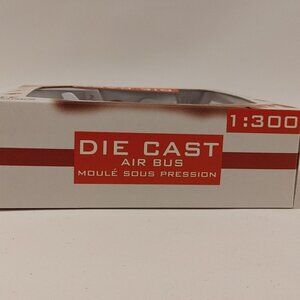 1:300
DIE CAST
AIR BUS
MOULÉ SOUS PRESSION